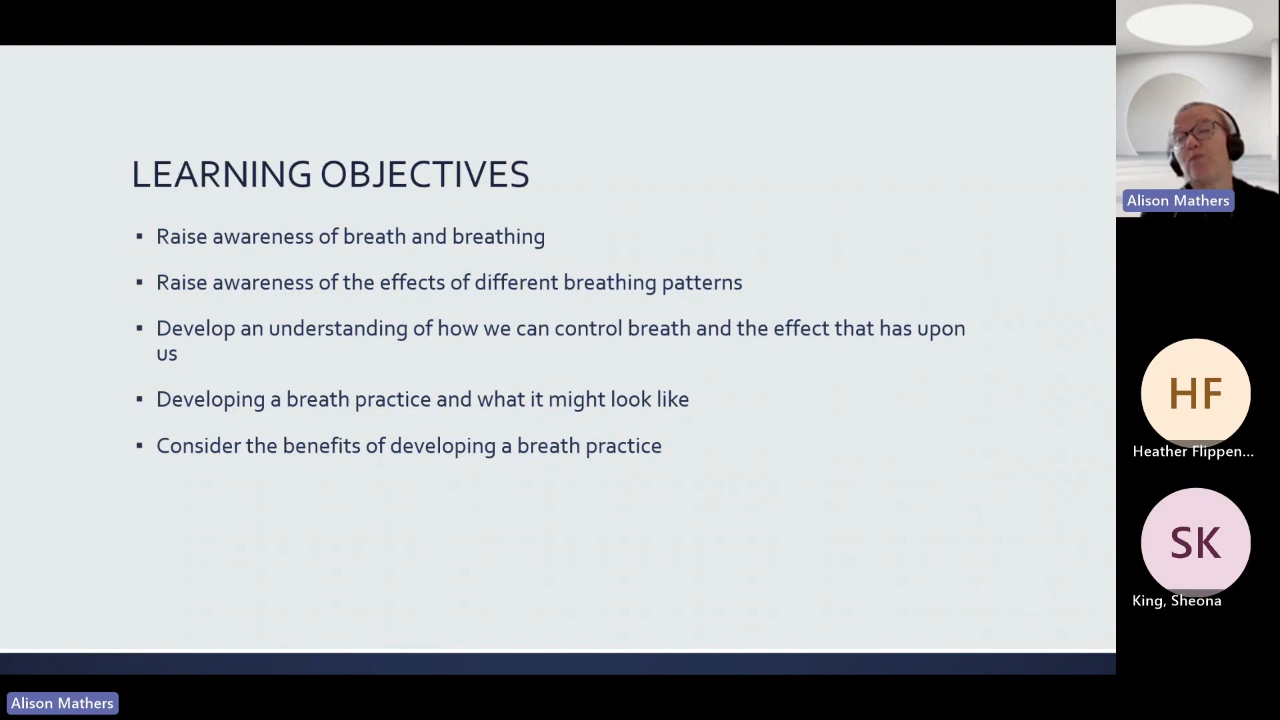 LEARNING OBJECTIVES
▪ Raise awareness of breath and breathing
▪ Raise awareness of the effects of different breathing patterns
▪ Develop an understanding of how we can control breath and the effect that has upon
us
▪ Developing a breath practice and what it might look like
▪ Consider the benefits of developing a breath practice
Alison Mathers
HF
Heather Flippen...
SK
King, Sheona
Alison Mathers